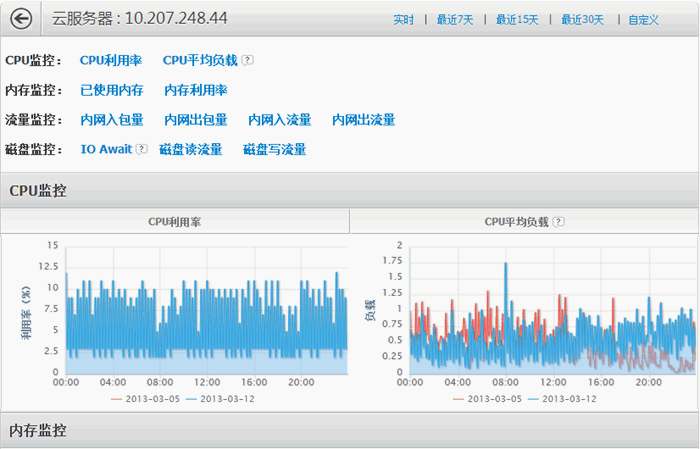 云服务器 : 10.207.248.44 实时 | 最近7天 | 最近15天 | 最近30天 | 自定义
CPU监控： CPU利用率 CPU平均负载 ?
内存监控： 已使用内存 内存利用率
流量监控： 内网入包量 内网出包量 内网入流量 内网出流量
磁盘监控： IO Await ? 磁盘读流量 磁盘写流量
CPU监控
CPU利用率
利用率（%）
15
12.5
10
7.5
5
2.5
0
00:00 04:00 08:00 12:00 16:00 20:00
2013-03-05 2013-03-12
CPU平均负载 ?
负载
2
1.75
1.5
1.25
1
0.75
0.5
0.25
0
00:00 04:00 08:00 12:00 16:00 20:00
2013-03-05 2013-03-12
内存监控